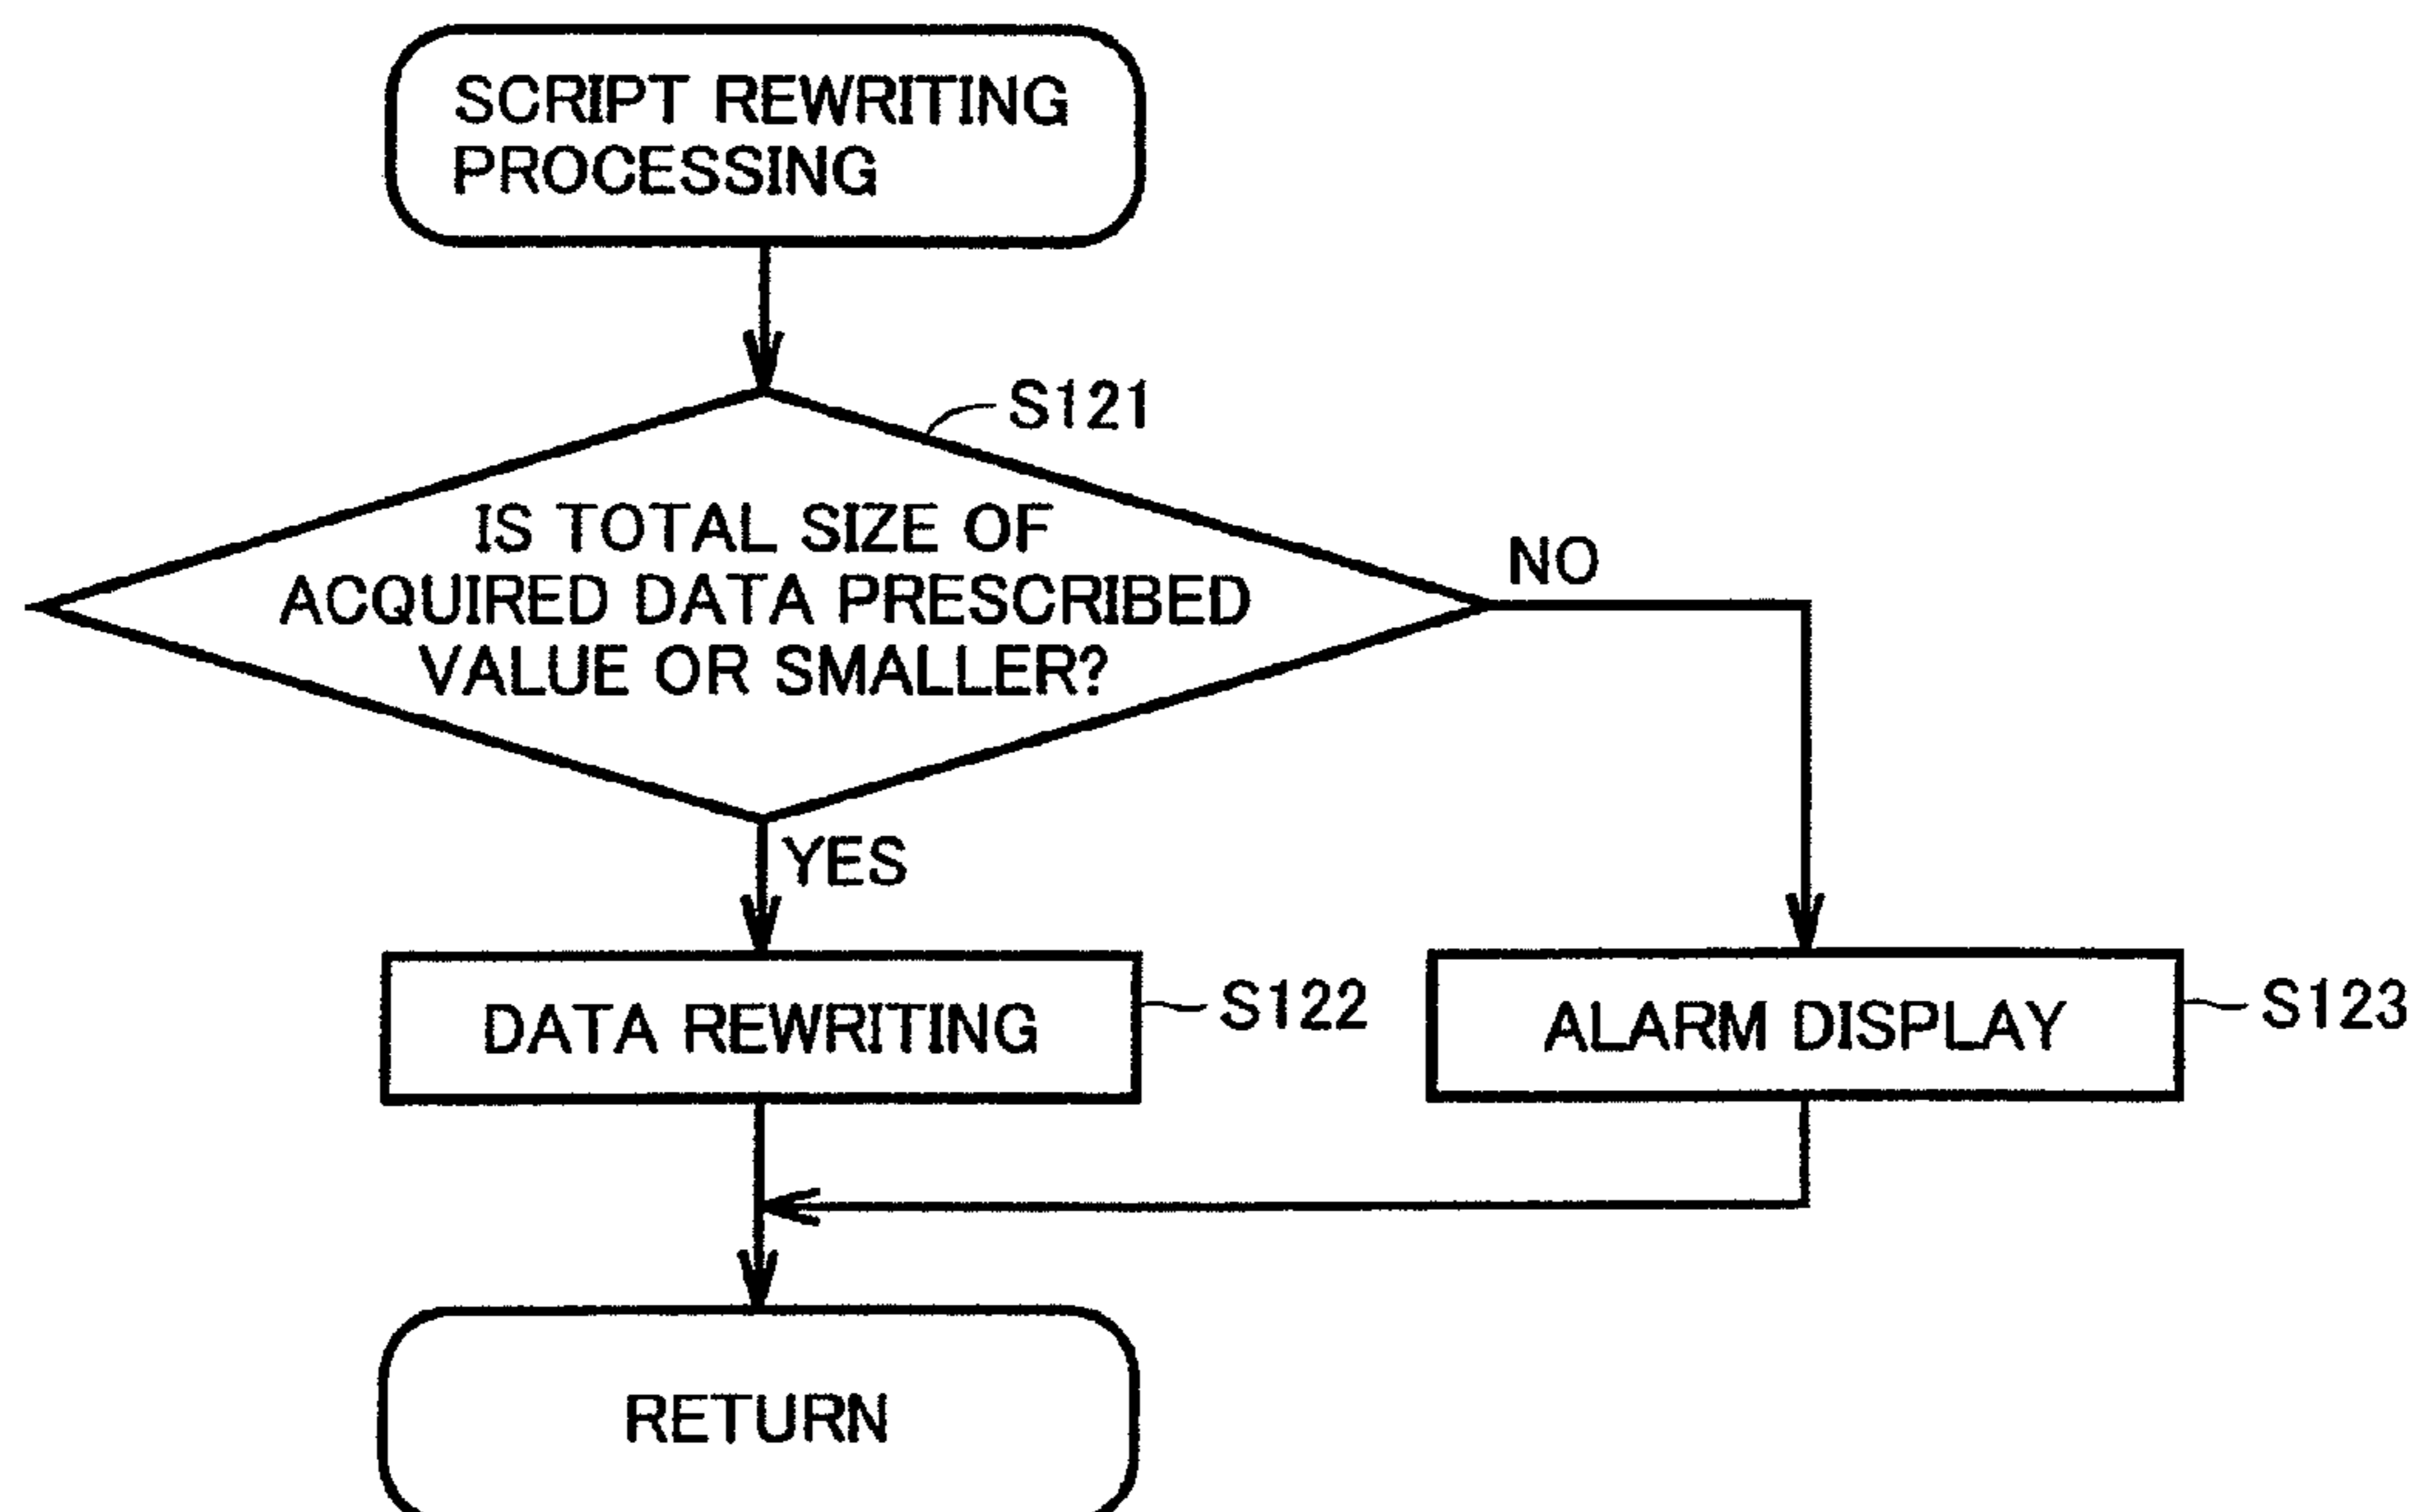 SCRIPT REWRITING
PROCESSING
S121
IS TOTAL SIZE OF
ACQUIRED DATA PRESCRIBED
VALUE OR SMALLER?
NO
YES
DATA REWRITING
S122
ALARM DISPLAY
S123
RETURN